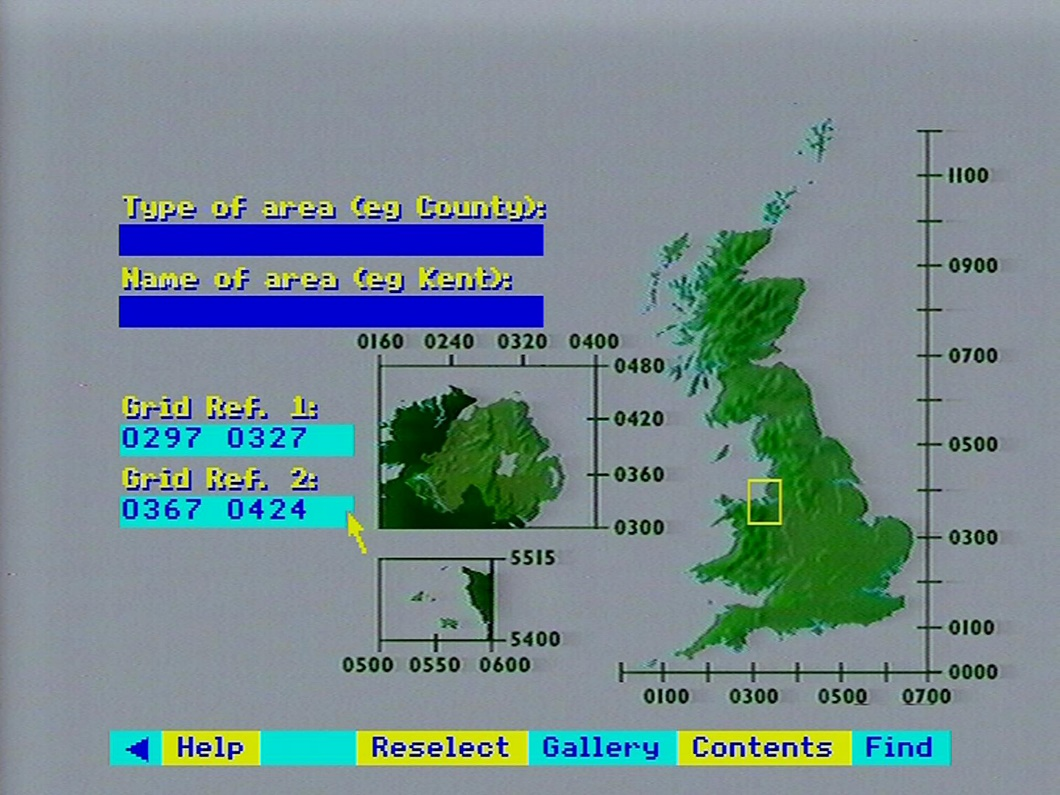 Type of area (eg County):
Name of area (eg Kent):
0160 0240 0320 0400
0480
0420
0360
0300
Grid Ref. 1:
0297 0327
Grid Ref. 2:
0367 0424
5515
5400
0500 0550 0600
1100
0900
0700
0500
0300
0100
0000
0100 0300 0500 0700
Help Reselect Gallery Contents Find